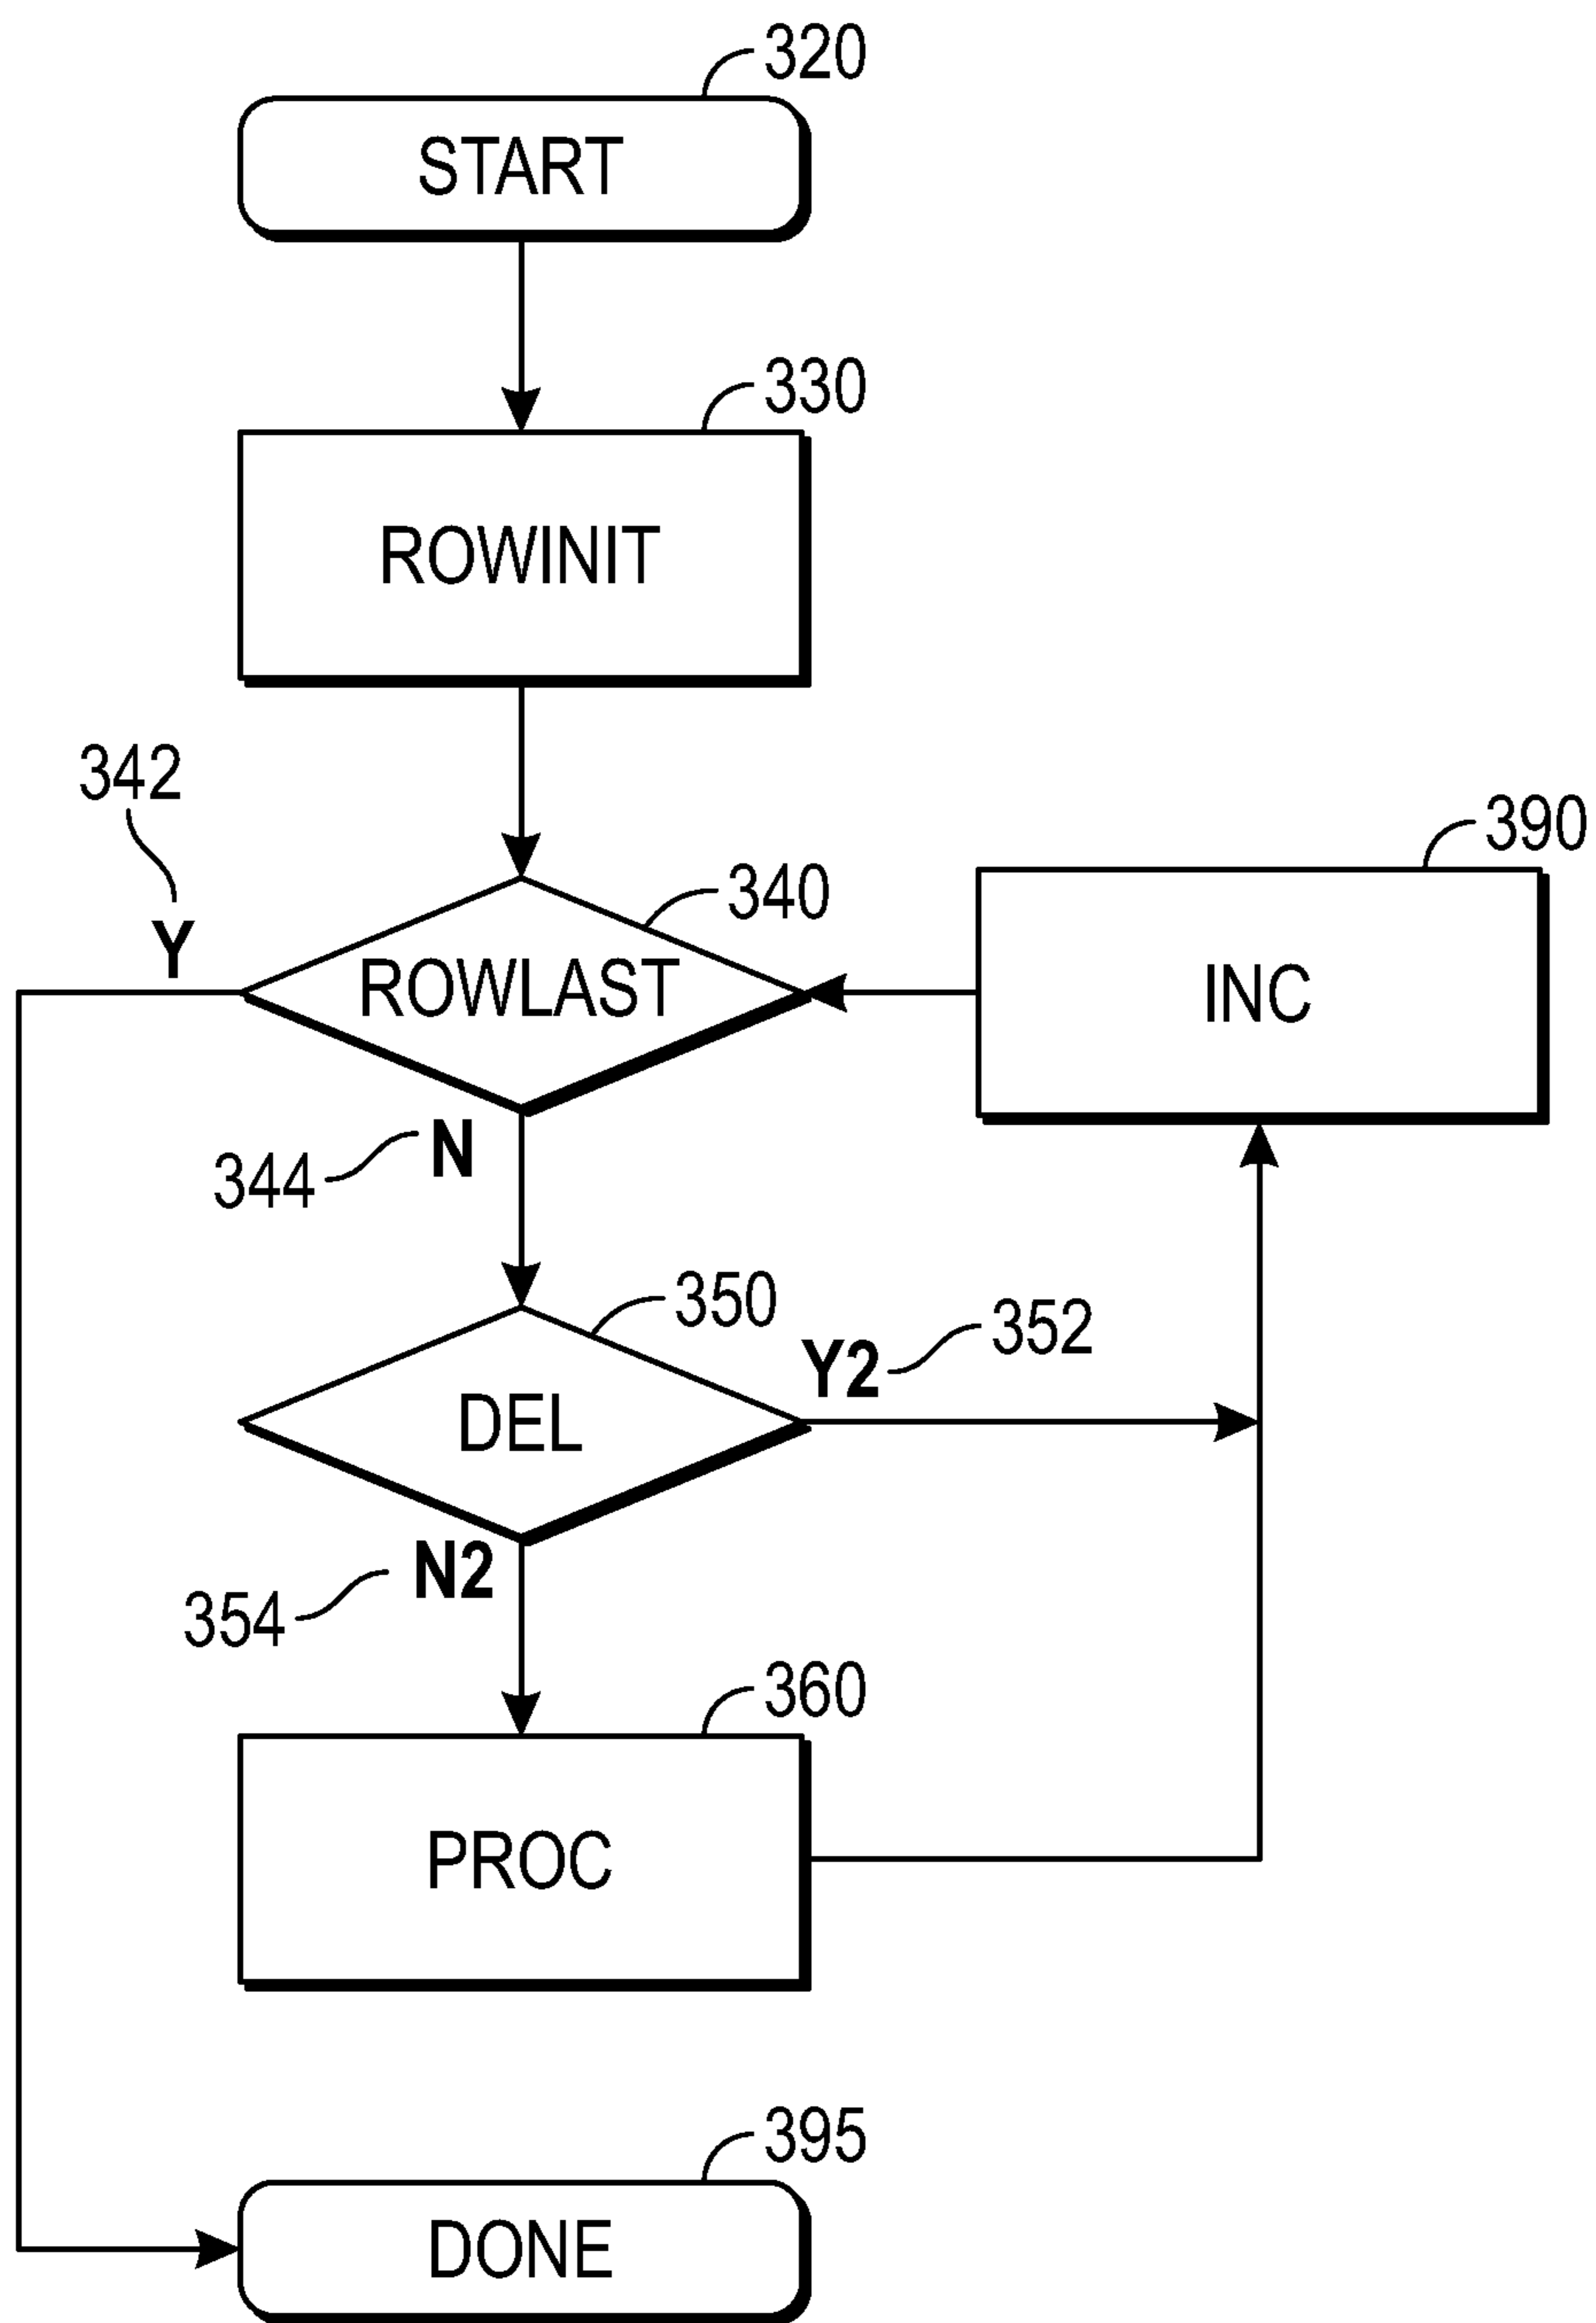 320
START
330
ROWINIT
342
390
340
Y
ROWLAST
INC
N
344
350
352
Y2
DEL
N2
354
360
PROC
395
DONE